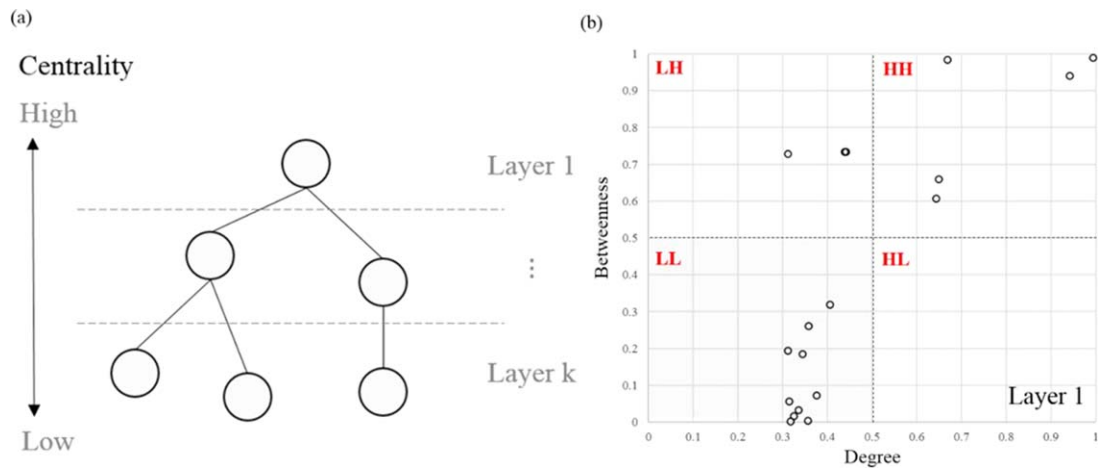 (a)
Centrality
High
Layer 1
⋮
Layer k
Low
(b)
Betweenness
1
0.9
0.8
0.7
0.6
0.5
0.4
0.3
0.2
0.1
0
LH
HH
LL
HL
Layer 1
0 0.1 0.2 0.3 0.4 0.5 0.6 0.7 0.8 0.9 1
Degree